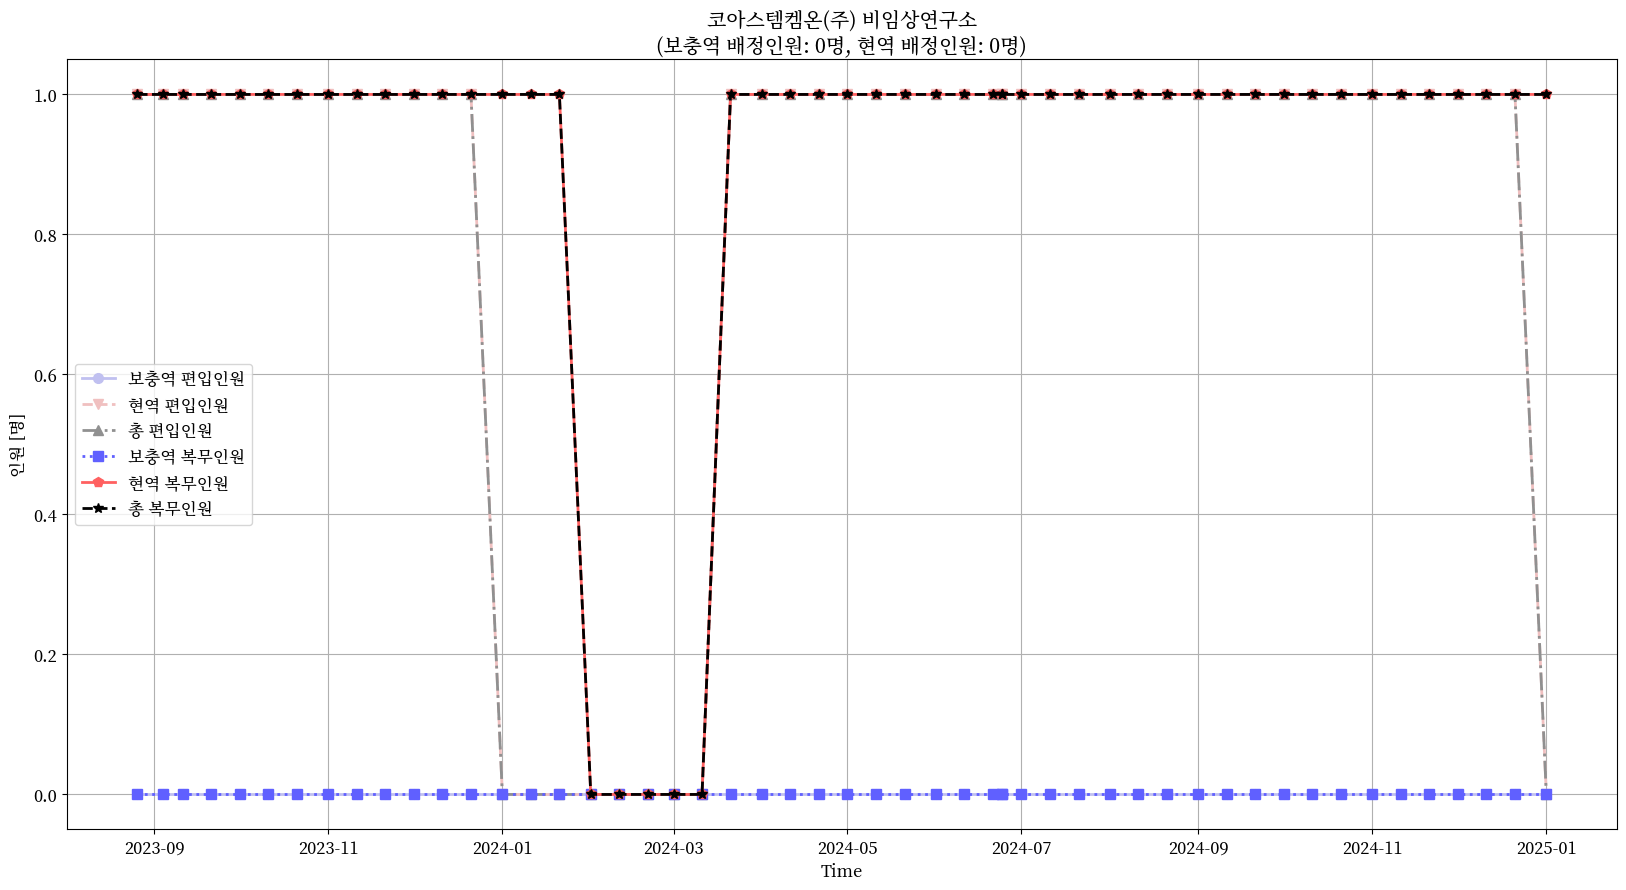 코아스템켐온(주) 비임상연구소
(보충역 배정인원: 0명, 현역 배정인원: 0명)
인원 [명]
1.0
0.8
0.6
0.4
0.2
0.0
보충역 편입인원
현역 편입인원
총 편입인원
보충역 복무인원
현역 복무인원
총 복무인원
2023-09
2023-11
2024-01
2024-03
2024-05
2024-07
2024-09
2024-11
2025-01
Time